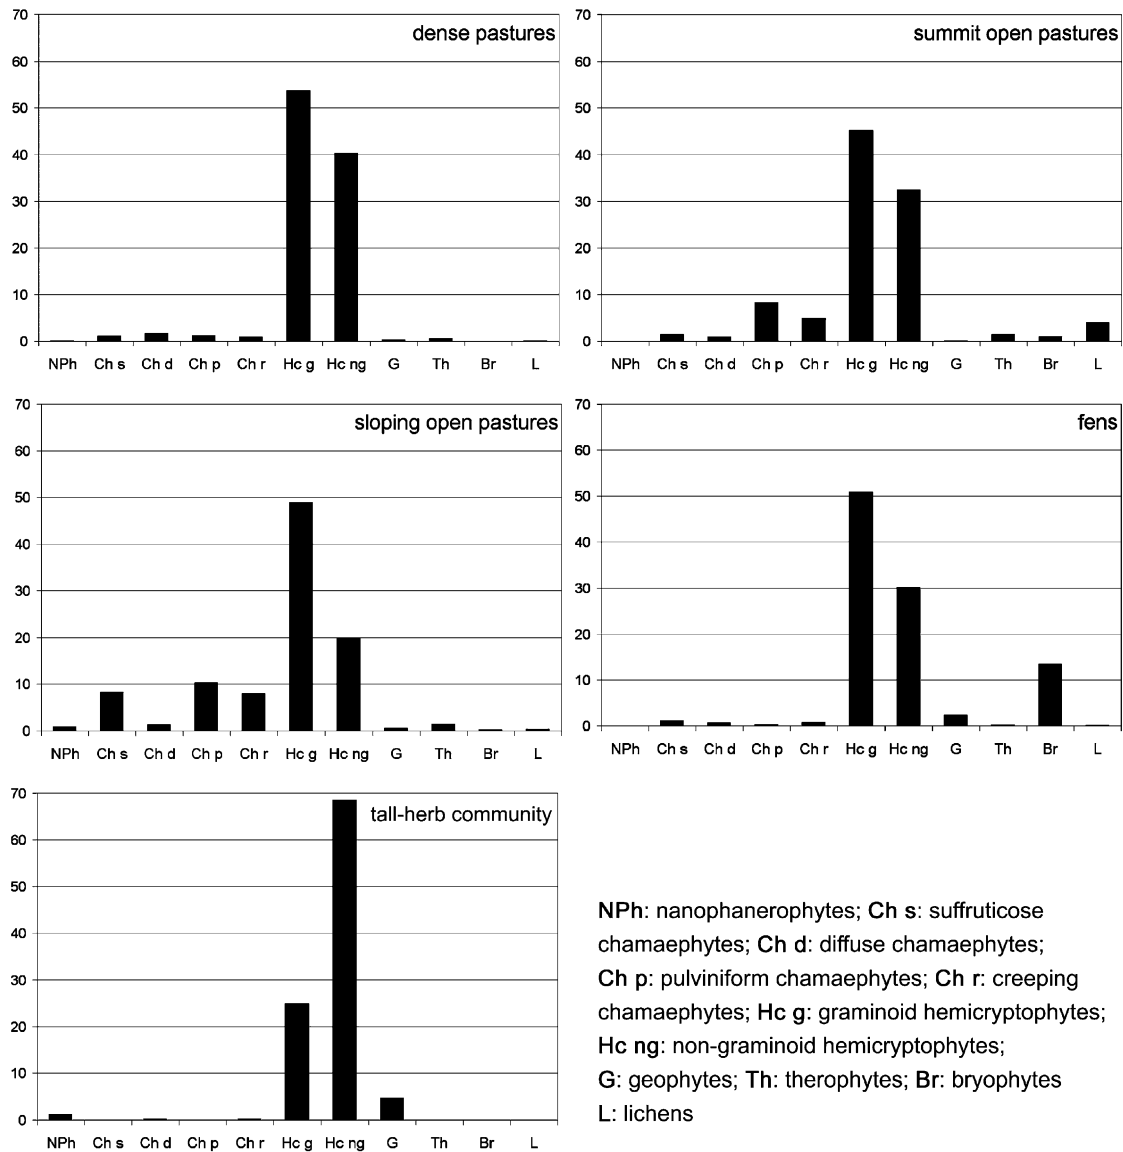 dense pastures
70
60
50
40
30
20
10
0
NPh Ch s Ch d Ch p Ch r Hc g Hc ng G Th Br L
summit open pastures
70
60
50
40
30
20
10
0
NPh Ch s Ch d Ch p Ch r Hc g Hc ng G Th Br L
sloping open pastures
70
60
50
40
30
20
10
0
NPh Ch s Ch d Ch p Ch r Hc g Hc ng G Th Br L
fens
70
60
50
40
30
20
10
0
NPh Ch s Ch d Ch p Ch r Hc g Hc ng G Th Br L
tall-herb community
70
60
50
40
30
20
10
0
NPh Ch s Ch d Ch p Ch r Hc g Hc ng G Th Br L
NPh: nanophanerophytes; Ch s: suffruticose
chamaephytes; Ch d: diffuse chamaephytes;
Ch p: pulviniform chamaephytes; Ch r: creeping
chamaephytes; Hc g: graminoid hemicryptophytes;
Hc ng: non-graminoid hemicryptophytes;
G: geophytes; Th: therophytes; Br: bryophytes
L: lichens